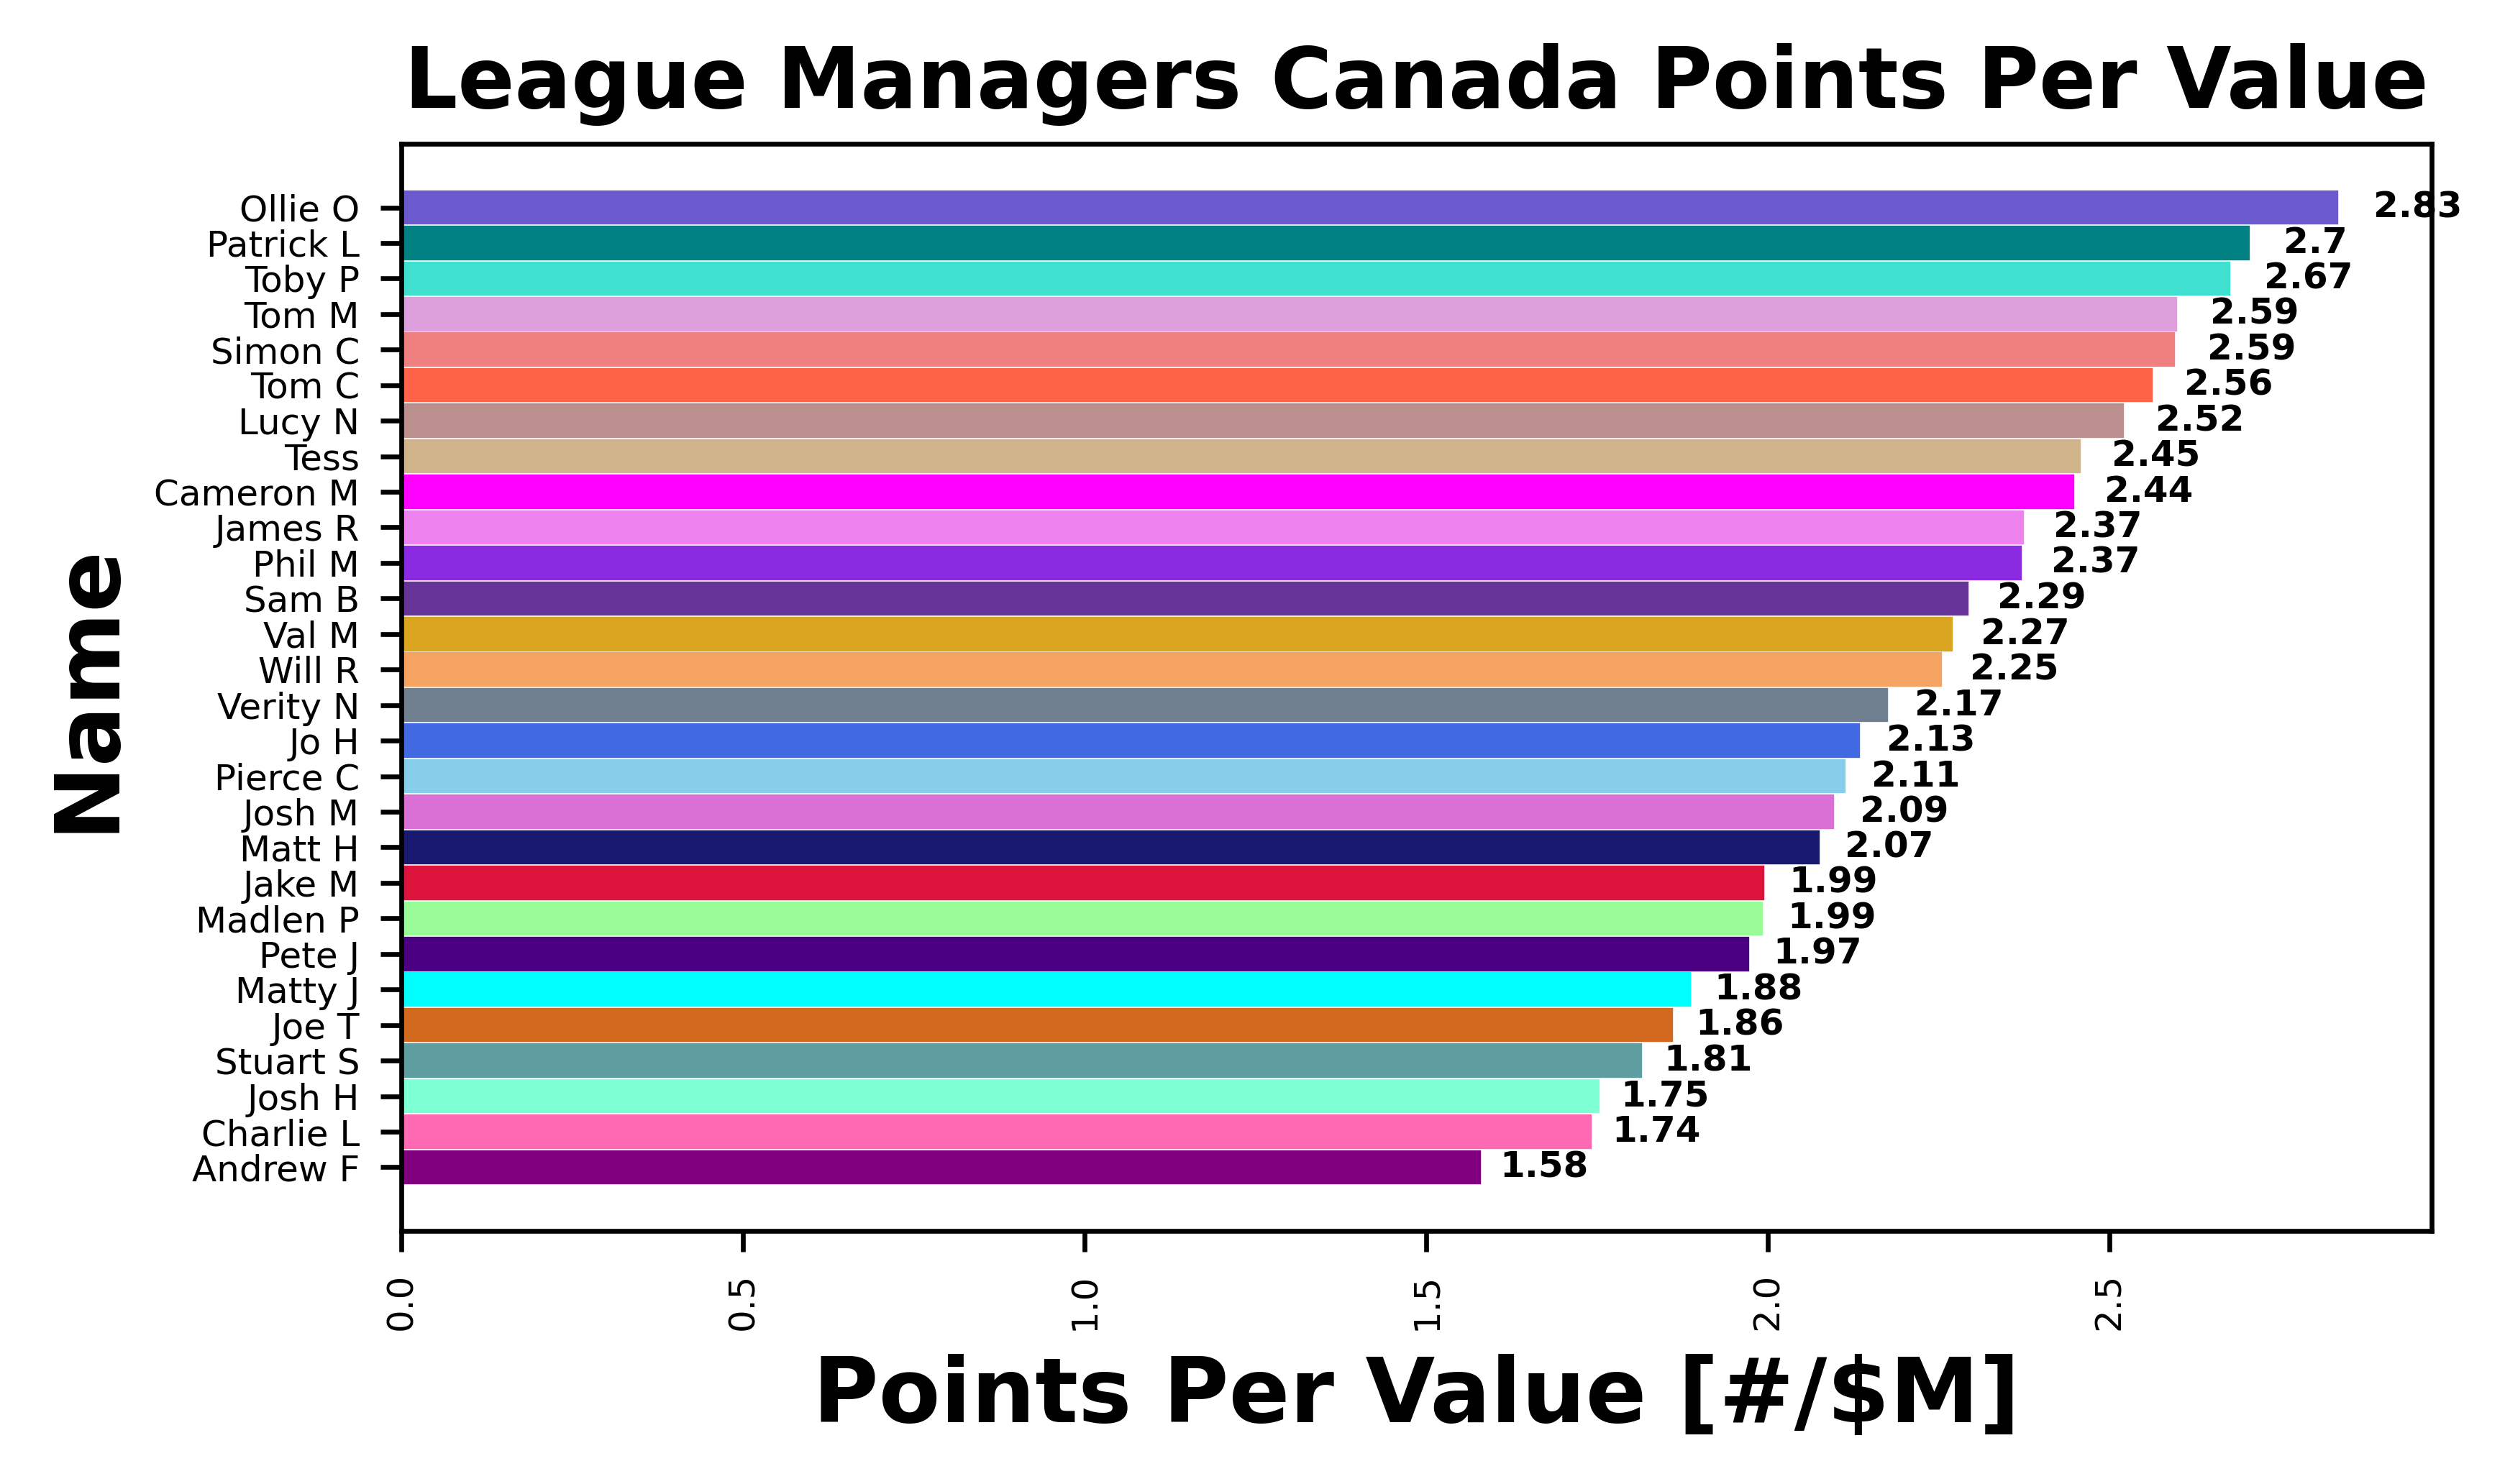 League Managers Canada Points Per Value
Name
Ollie O 2.83
Patrick L 2.7
Toby P 2.67
Tom M 2.59
Simon C 2.59
Tom C 2.56
Lucy N 2.52
Tess 2.45
Cameron M 2.44
James R 2.37
Phil M 2.37
Sam B 2.29
Val M 2.27
Will R 2.25
Verity N 2.17
Jo H 2.13
Pierce C 2.11
Josh M 2.09
Matt H 2.07
Jake M 1.99
Madlen P 1.99
Pete J 1.97
Matty J 1.88
Joe T 1.86
Stuart S 1.81
Josh H 1.75
Charlie L 1.74
Andrew F 1.58
0.0 0.5 1.0 1.5 2.0 2.5
Points Per Value [#/$M]